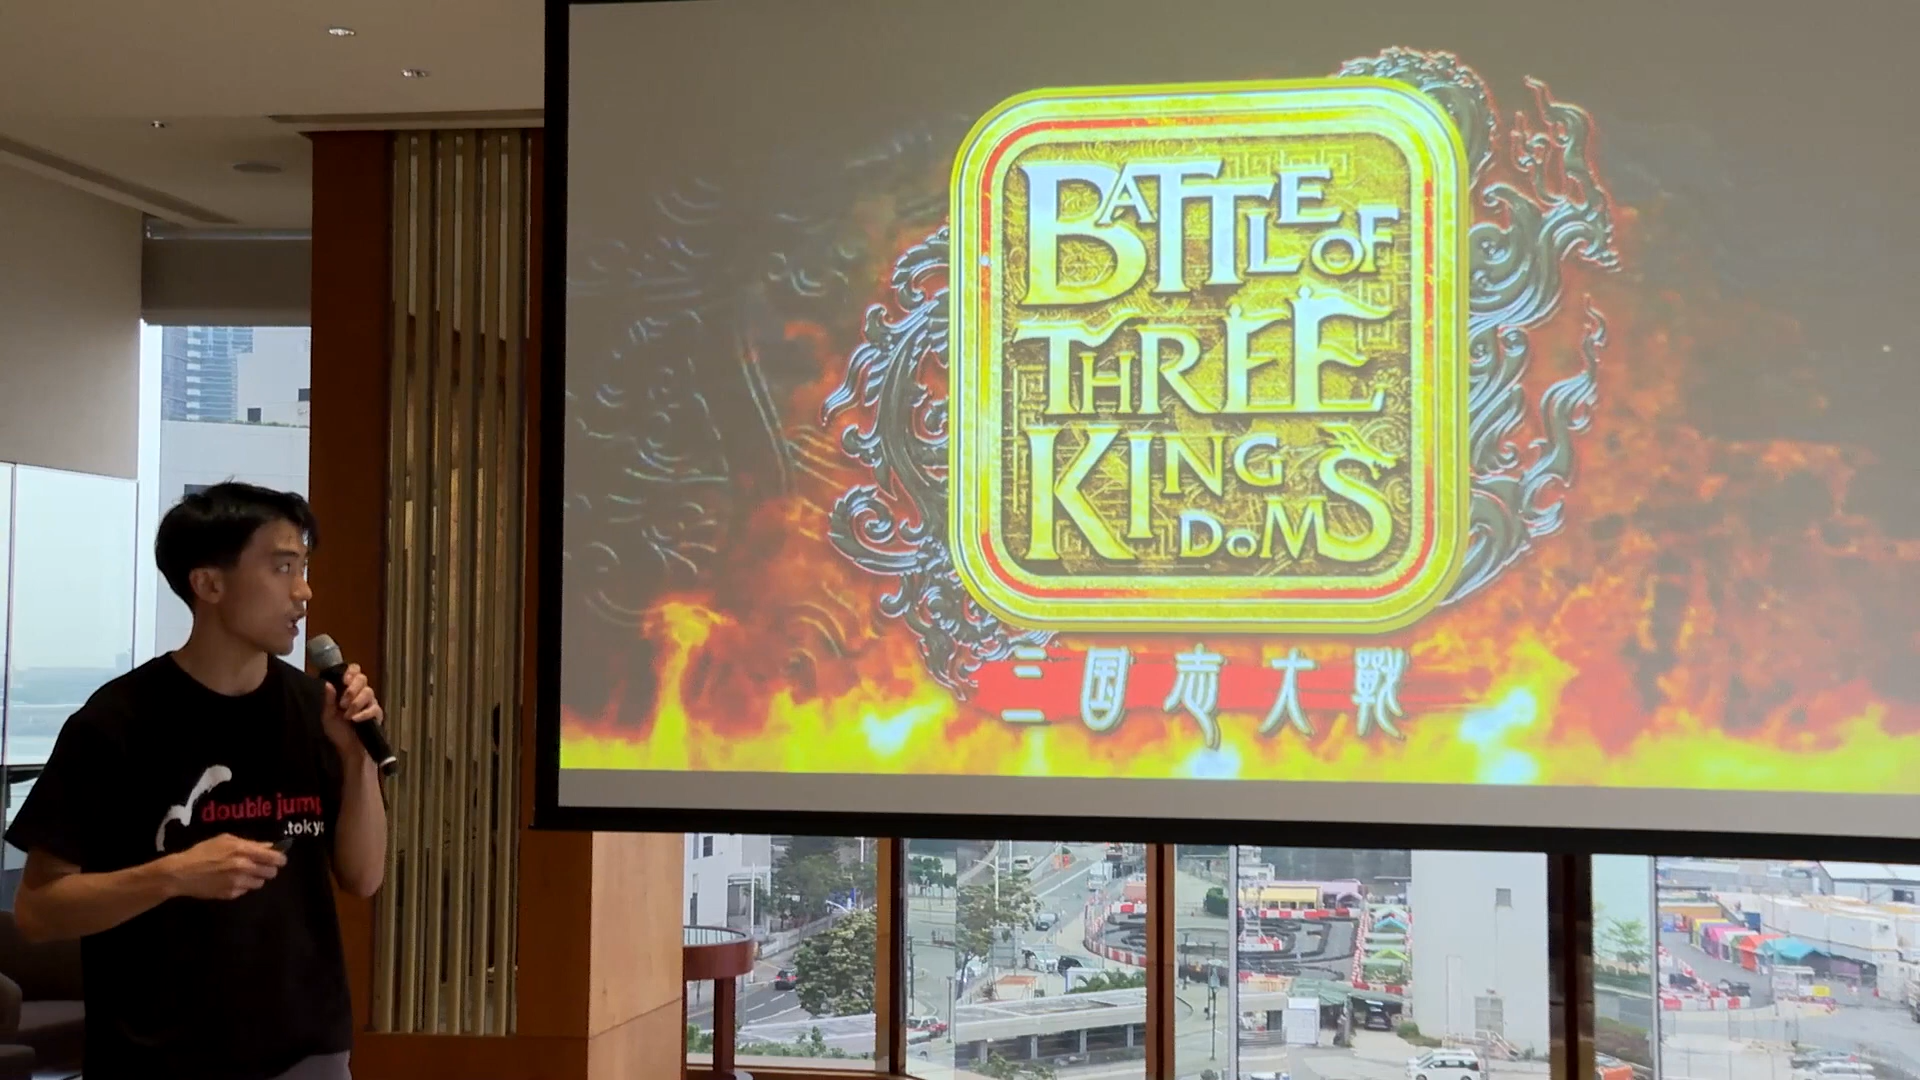 BATTLE OF
THREE
KINGDOMS
三国志大戦
double jump
.tokyo